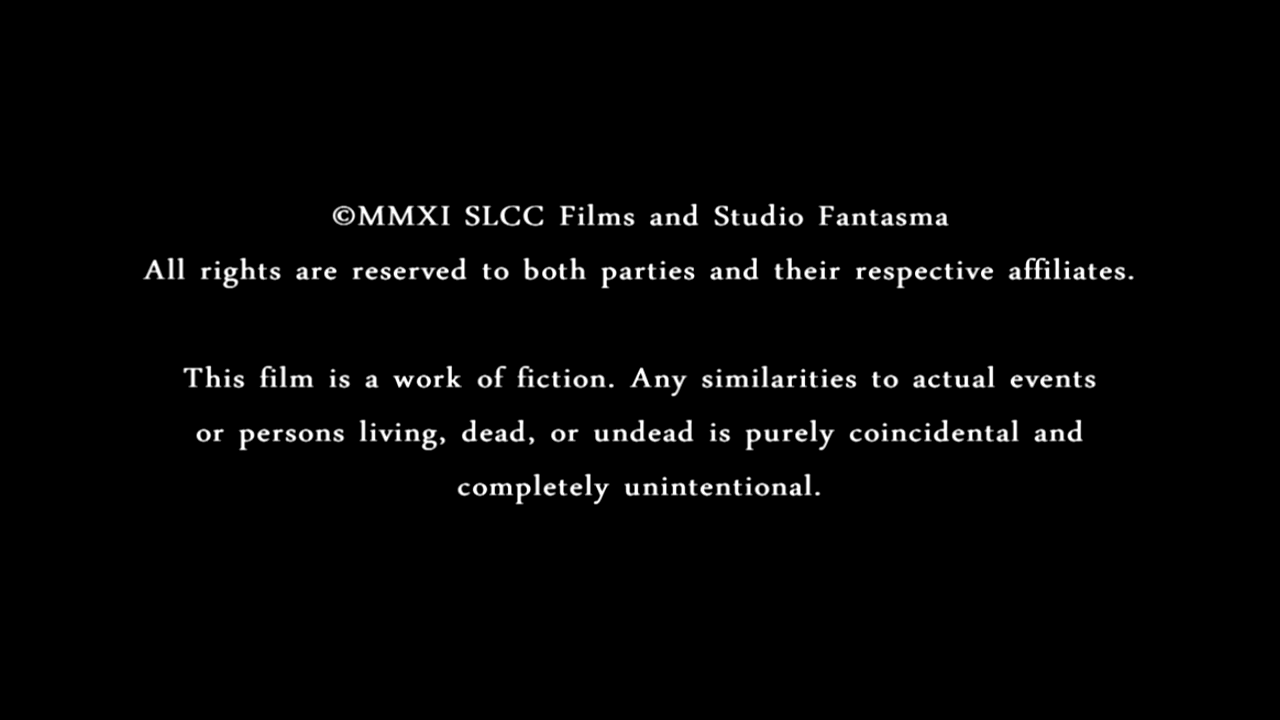 ©MMXI SLCC Films and Studio Fantasma
All rights are reserved to both parties and their respective affiliates.
This film is a work of fiction. Any similarities to actual events
or persons living, dead, or undead is purely coincidental and
completely unintentional.